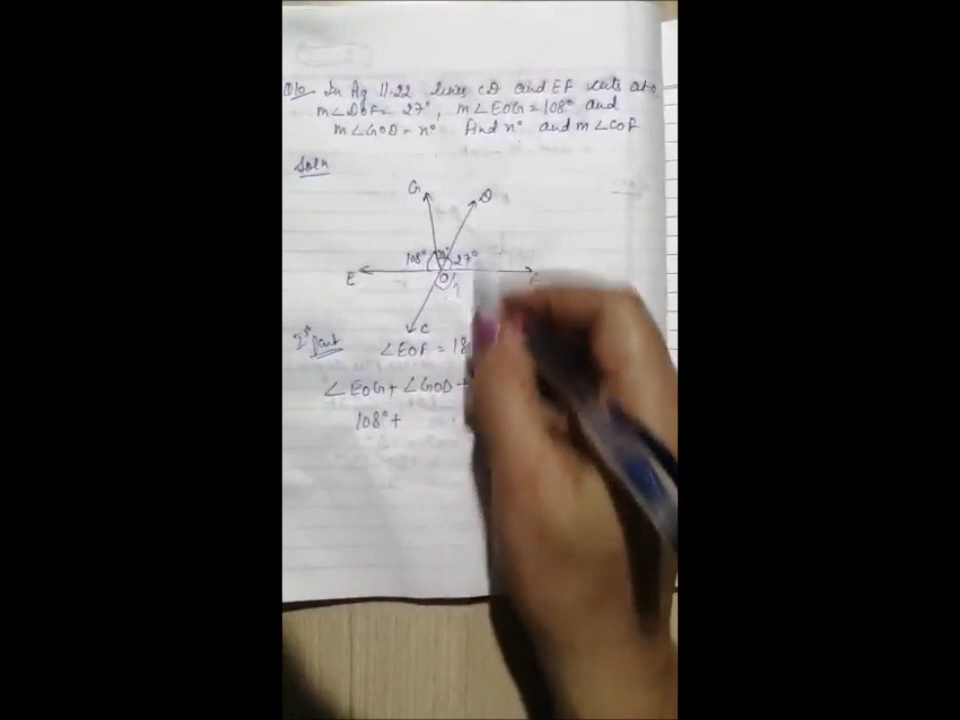 Q10 In fig 11.22 lines CD and EF cuts at
m∠DOF = 27°, m∠EOG = 108° and
m∠GOD = n° find n° and m∠COF
Soln
G
D
108°
n°
27°
E
O
?
C
Ist Part
∠EOF = 18
∠EOG + ∠GOD +
108° +